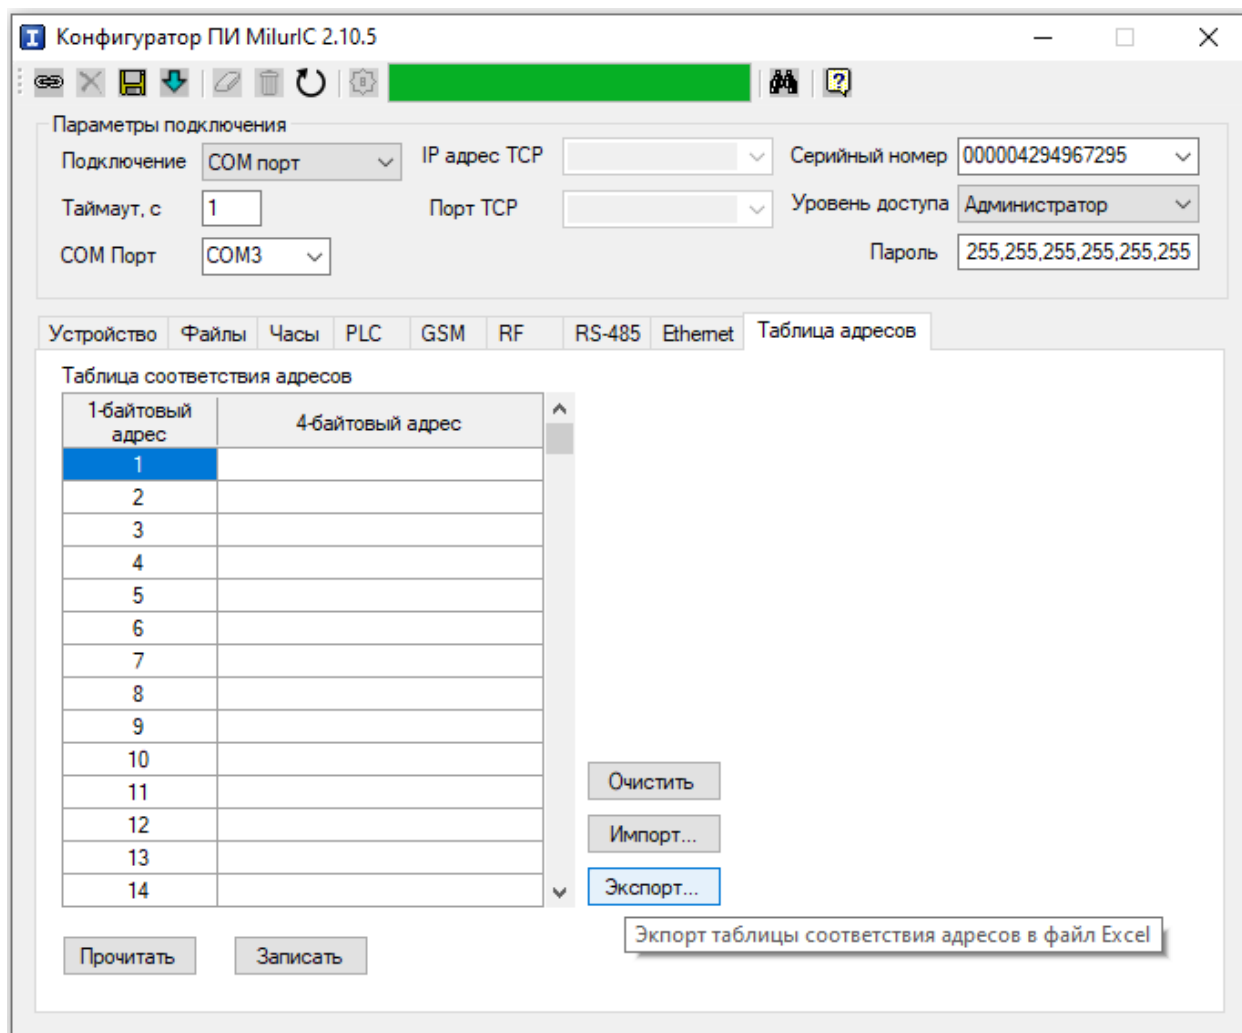 Конфигуратор ПИ MilurIC 2.10.5
Параметры подключения
Подключение COM порт IP адрес TCP Серийный номер 000004294967295
Таймаут, с 1 Порт TCP Уровень доступа Администратор
COM Порт COM3 Пароль 255,255,255,255,255,255
Устройство Файлы Часы PLC GSM RF RS-485 Ethernet Таблица адресов
Таблица соответствия адресов
1-байтовый адрес 4-байтовый адрес
1
2
3
4
5
6
7
8
9
10
11
12
13
14
Очистить
Импорт...
Экспорт...
Экпорт таблицы соответствия адресов в файл Excel
Прочитать Записать